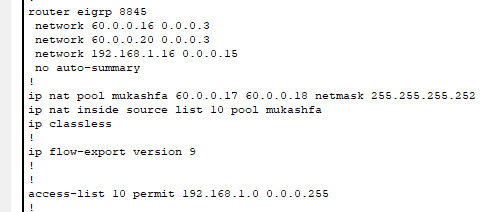 router eigrp 8845
network 60.0.0.16 0.0.0.3
network 60.0.0.20 0.0.0.3
network 192.168.1.16 0.0.0.15
no auto-summary
!
ip nat pool mukashfa 60.0.0.17 60.0.0.18 netmask 255.255.255.252
ip nat inside source list 10 pool mukashfa
ip classless
!
ip flow-export version 9
!
!
access-list 10 permit 192.168.1.0 0.0.0.255
!